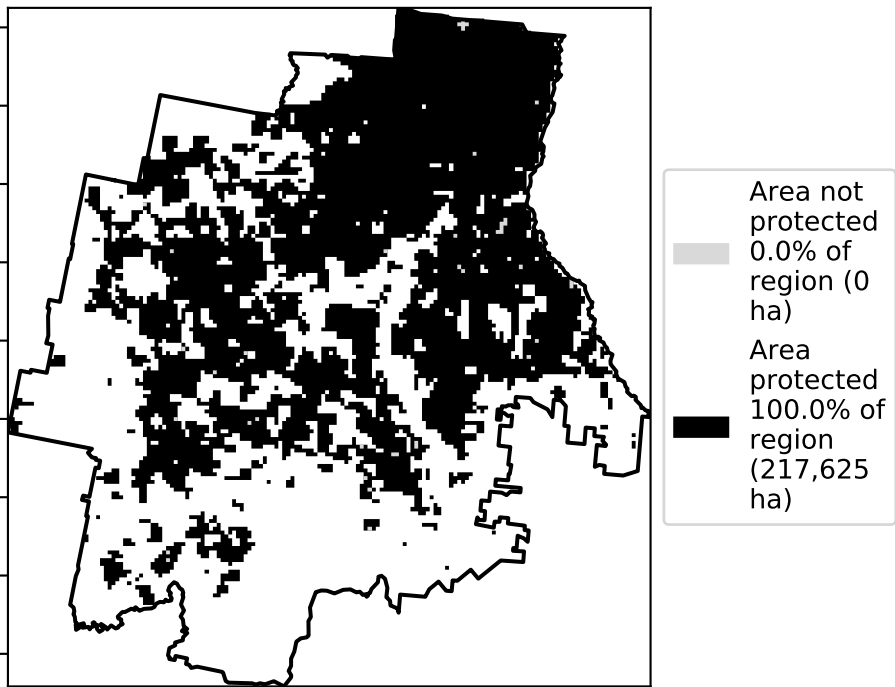 Area not
protected
0.0% of
region (0
ha)
Area
protected
100.0% of
region
(217,625
ha)